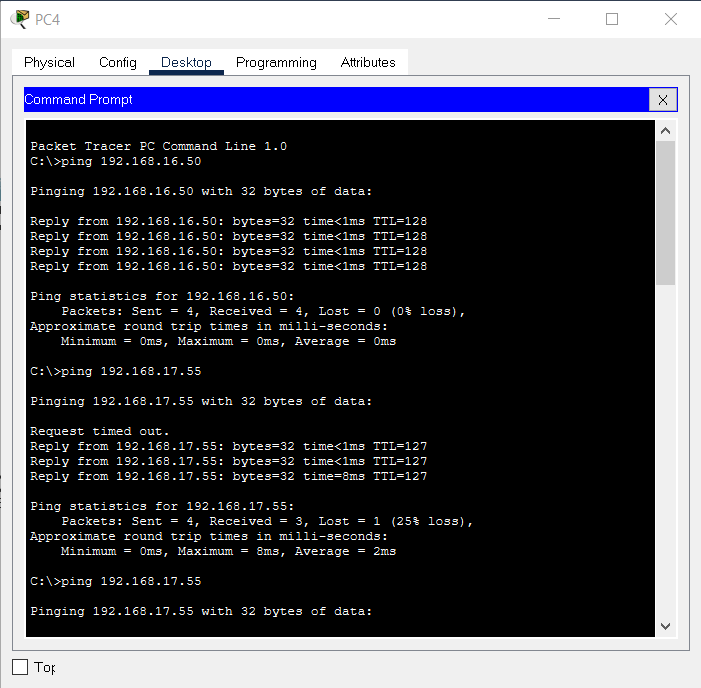 PC4
Physical Config Desktop Programming Attributes
Command Prompt X
Packet Tracer PC Command Line 1.0
C:\>ping 192.168.16.50
Pinging 192.168.16.50 with 32 bytes of data:
Reply from 192.168.16.50: bytes=32 time<1ms TTL=128
Reply from 192.168.16.50: bytes=32 time<1ms TTL=128
Reply from 192.168.16.50: bytes=32 time<1ms TTL=128
Reply from 192.168.16.50: bytes=32 time<1ms TTL=128
Ping statistics for 192.168.16.50:
Packets: Sent = 4, Received = 4, Lost = 0 (0% loss),
Approximate round trip times in milli-seconds:
Minimum = 0ms, Maximum = 0ms, Average = 0ms
C:\>ping 192.168.17.55
Pinging 192.168.17.55 with 32 bytes of data:
Request timed out.
Reply from 192.168.17.55: bytes=32 time<1ms TTL=127
Reply from 192.168.17.55: bytes=32 time<1ms TTL=127
Reply from 192.168.17.55: bytes=32 time=8ms TTL=127
Ping statistics for 192.168.17.55:
Packets: Sent = 4, Received = 3, Lost = 1 (25% loss),
Approximate round trip times in milli-seconds:
Minimum = 0ms, Maximum = 8ms, Average = 2ms
C:\>ping 192.168.17.55
Pinging 192.168.17.55 with 32 bytes of data:
Top